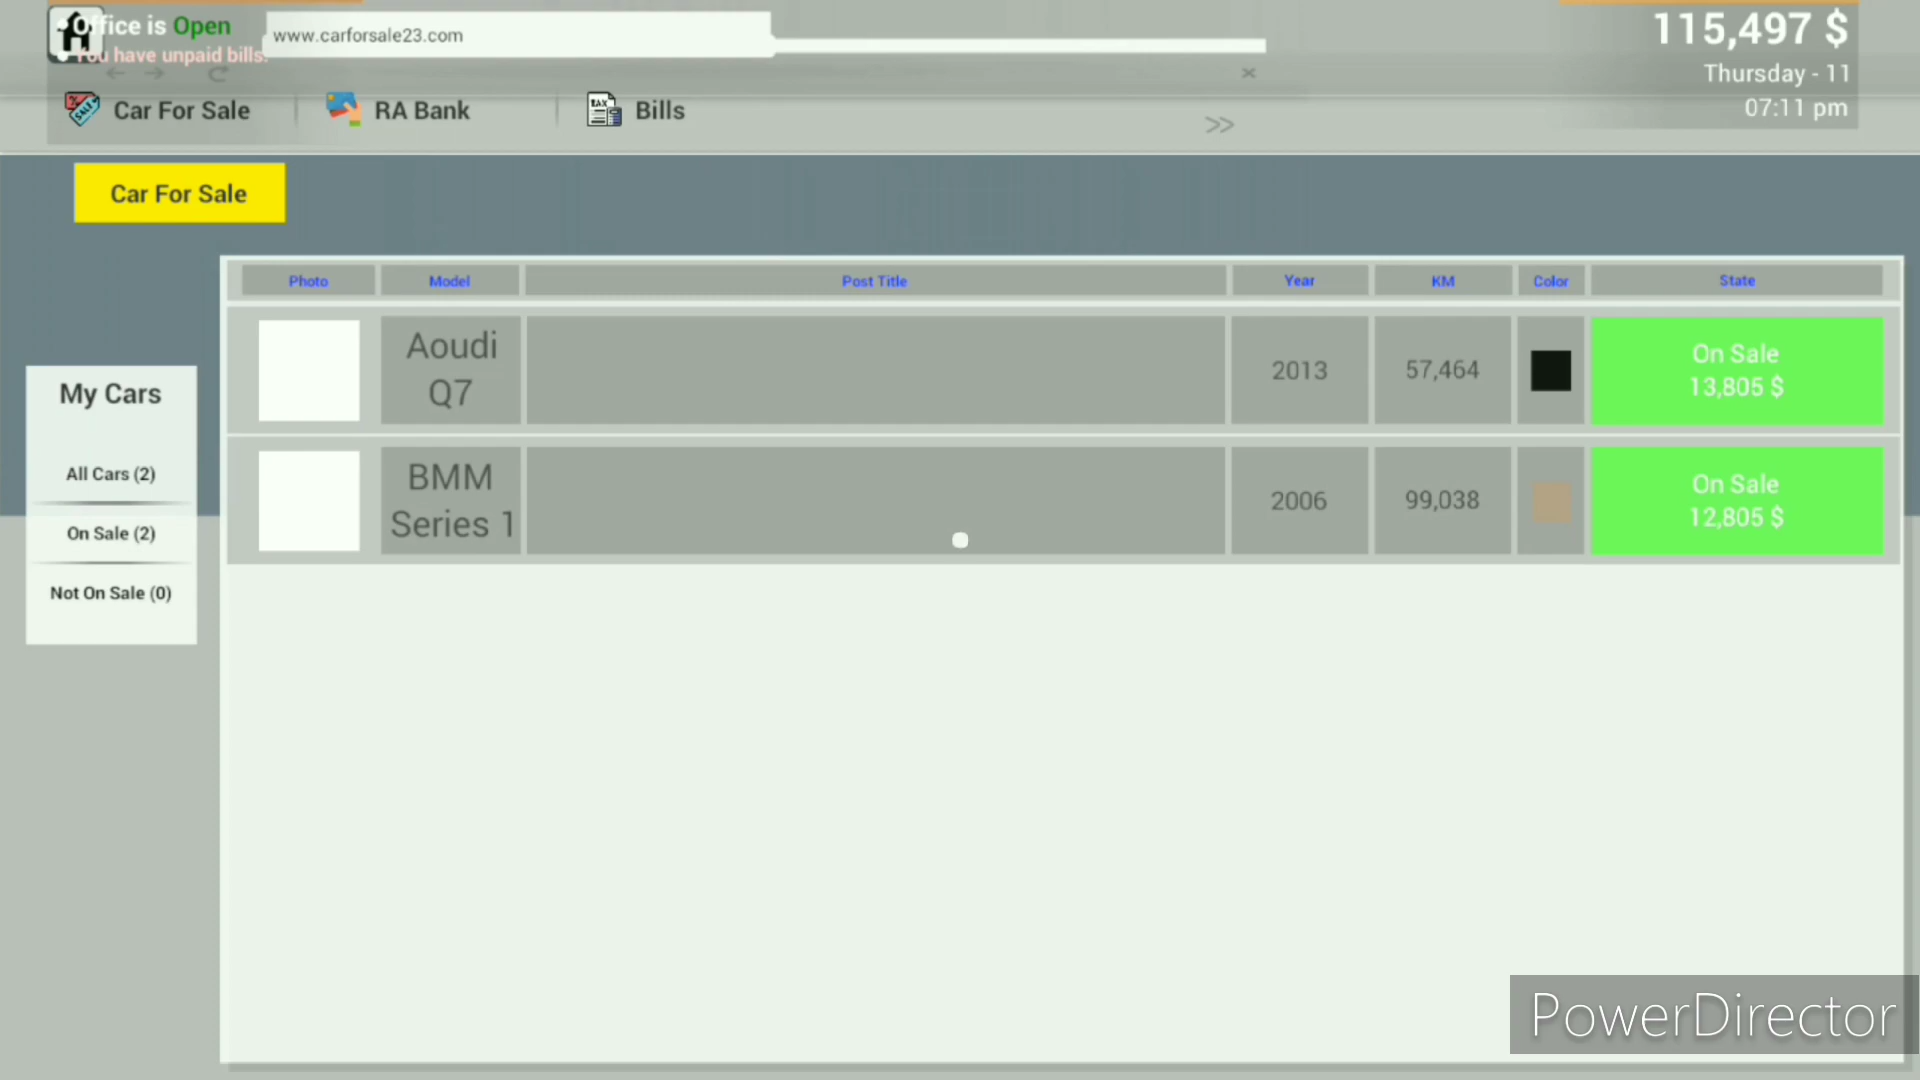 Office is Open
You have unpaid bills.
www.carforsale23.com
115,497 $
Thursday - 11
07:11 pm
Car For Sale
RA Bank
Bills
>>
Car For Sale
Photo Model Post Title Year KM Color State
Aoudi
Q7
2013
57,464
On Sale
13,805 $
BMM
Series 1
2006
99,038
On Sale
12,805 $
My Cars
All Cars (2)
On Sale (2)
Not On Sale (0)
PowerDirector